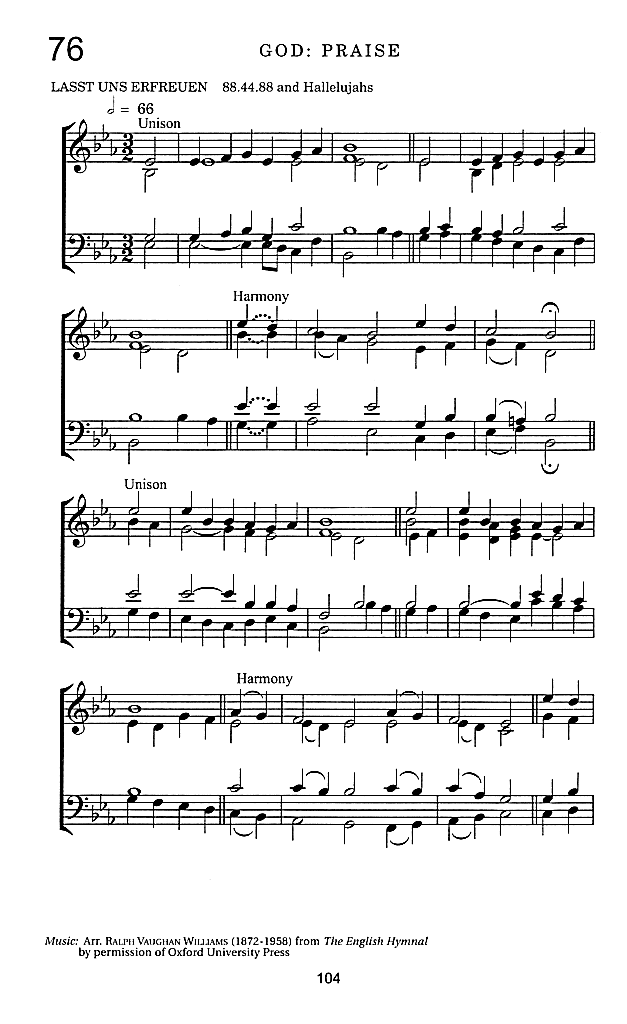 76
GOD: PRAISE
LASST UNS ERFREUEN 88.44.88 and Hallelujahs
𝅗𝅥 = 66
Unison
Harmony
Unison
Harmony
Music: Arr. RALPH VAUGHAN WILLIAMS (1872-1958) from The English Hymnal
by permission of Oxford University Press
104